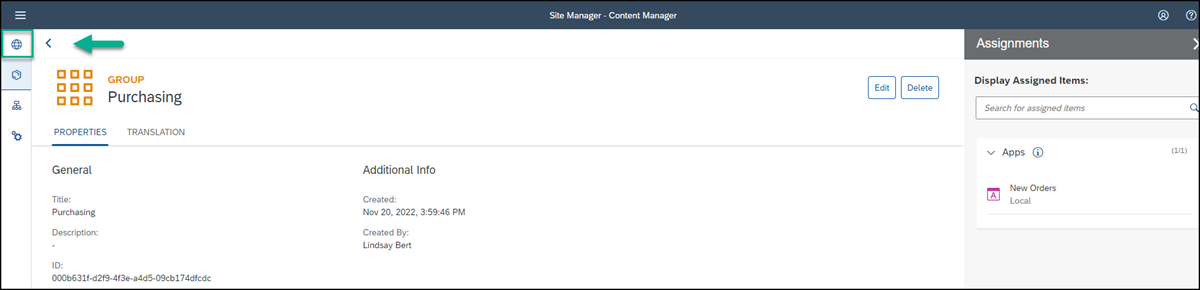 Site Manager - Content Manager
Assignments
GROUP
Purchasing
Edit
Delete
Display Assigned Items:
Search for assigned items
PROPERTIES
TRANSLATION
Apps
(1/1)
General
Additional Info
New Orders
Local
A
Title:
Purchasing
Created:
Nov 20, 2022, 3:59:46 PM
Description:
-
Created By:
Lindsay Bert
ID:
000b631f-d2f9-4f3e-a4d5-09cb174dfcdc